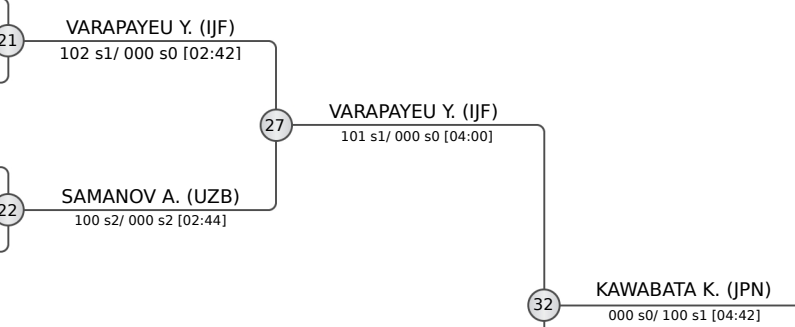 VARAPAYEU Y. (IJF)
21
102 s1/ 000 s0 [02:42]
VARAPAYEU Y. (IJF)
27
101 s1/ 000 s0 [04:00]
SAMANOV A. (UZB)
22
100 s2/ 000 s2 [02:44]
KAWABATA K. (JPN)
32
000 s0/ 100 s1 [04:42]